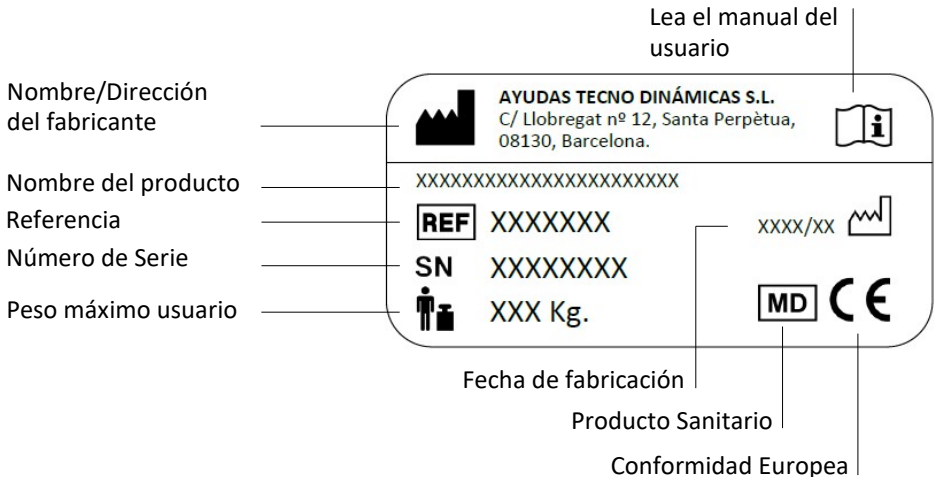 Lea el manual del
usuario
Nombre/Dirección
del fabricante
AYUDAS TECNO DINÁMICAS S.L.
C/ Llobregat nº 12, Santa Perpètua,
08130, Barcelona.
Nombre del producto
XXXXXXXXXXXXXXXXXXXXXXX
Referencia
REF XXXXXXX
XXXX/XX
Número de Serie
SN XXXXXXXX
Peso máximo usuario
XXX Kg.
MD CE
Fecha de fabricación
Producto Sanitario
Conformidad Europea